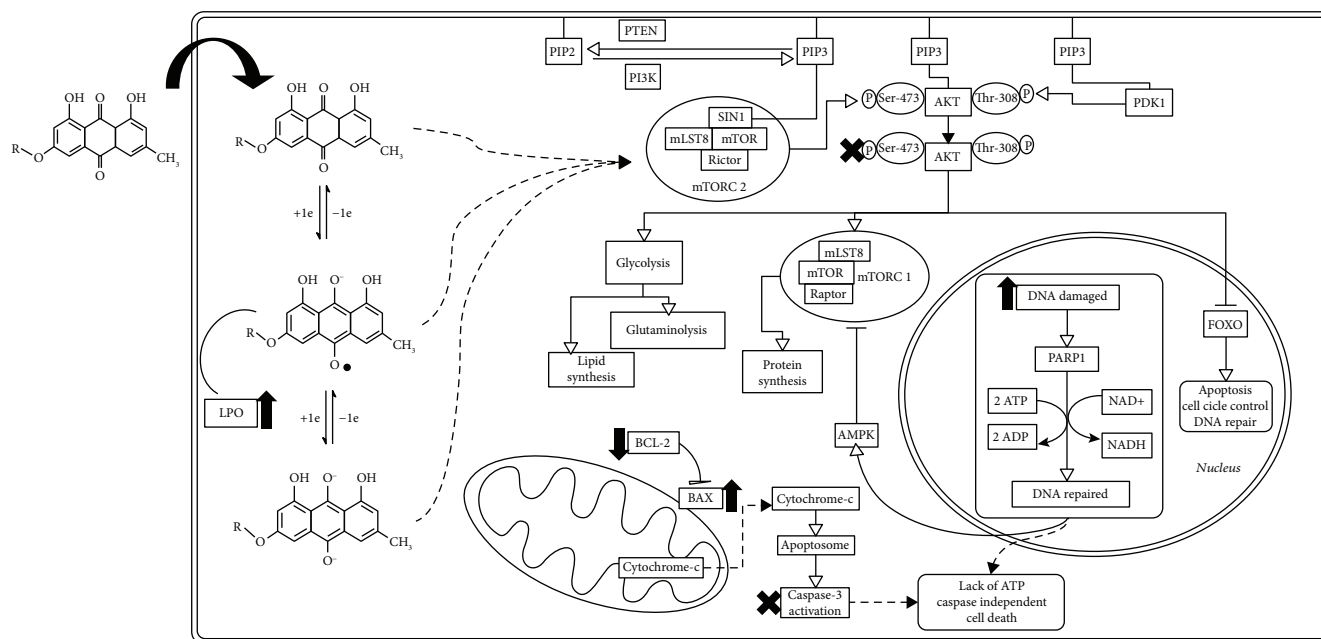 OH
O
OH
R
O
O
CH3
OH
O
OH
R
O
O
CH3
+1e
−1e
OH
O−
OH
R
O
O
CH3
LPO
+1e
−1e
OH
O−
OH
R
O
O−
CH3
PTEN
PIP2
PIP3
PI3K
PIP3
PIP3
SIN1
mLST8
mTOR
Rictor
mTORC 2
P
Ser-473
AKT
Thr-308
P
PDK1
P
Ser-473
AKT
Thr-308
P
Glycolysis
Glutaminolysis
Lipid
synthesis
mLST8
mTOR
mTORC 1
Raptor
Protein
synthesis
AMPK
DNA damaged
PARP1
2 ATP
NAD+
2 ADP
NADH
DNA repaired
FOXO
Apoptosis
cell cicle control
DNA repair
Nucleus
BCL-2
BAX
Cytochrome-c
Cytochrome-c
Apoptosome
Caspase-3
activation
Lack of ATP
caspase independent
cell death